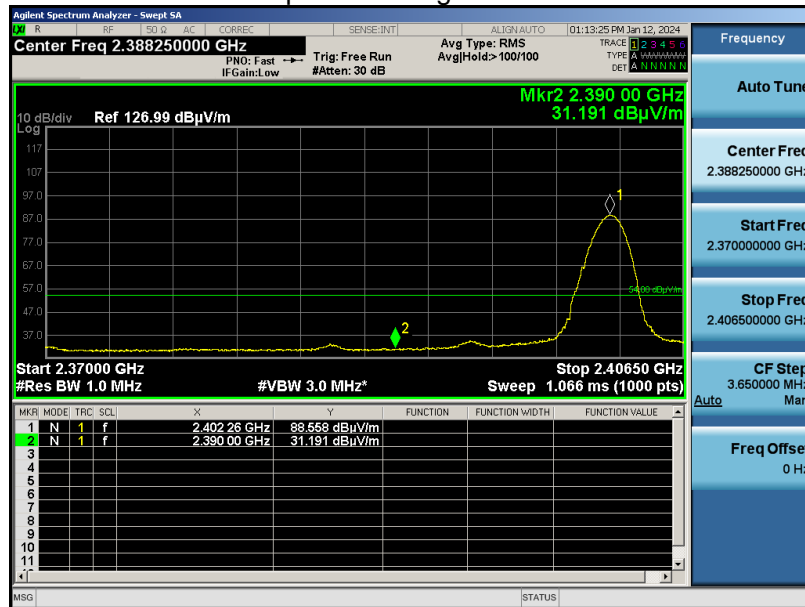 Agilent Spectrum Analyzer - Swept SA
LXI R RF 50 Ω AC CORREC SENSE:INT ALIGN AUTO 01:13:25 PM Jan 12, 2024
Center Freq 2.388250000 GHz Avg Type: RMS TRACE 1 2 3 4 5 6
PNO: Fast Trig: Free Run Avg|Hold:>100/100 TYPE A WWWWW
IFGain:Low #Atten: 30 dB DET A N N N N N
Mkr2 2.390 00 GHz
10 dB/div Ref 126.99 dBµV/m 31.191 dBµV/m
Log
117
107
97.0
1
87.0
77.0
67.0
57.0
54.00 dBµV/m
47.0
37.0
2
Start 2.37000 GHz Stop 2.40650 GHz
#Res BW 1.0 MHz #VBW 3.0 MHz* Sweep 1.066 ms (1000 pts)
MKR MODE TRC SCL X Y FUNCTION FUNCTION WIDTH FUNCTION VALUE
1 N 1 f 2.402 26 GHz 88.558 dBµV/m
2 N 1 f 2.390 00 GHz 31.191 dBµV/m
3
4
5
6
7
8
9
10
11
MSG STATUS
Frequency
Auto Tune
Center Freq
2.388250000 GHz
Start Freq
2.370000000 GHz
Stop Freq
2.406500000 GHz
CF Step
3.650000 MHz
Auto Man
Freq Offset
0 Hz